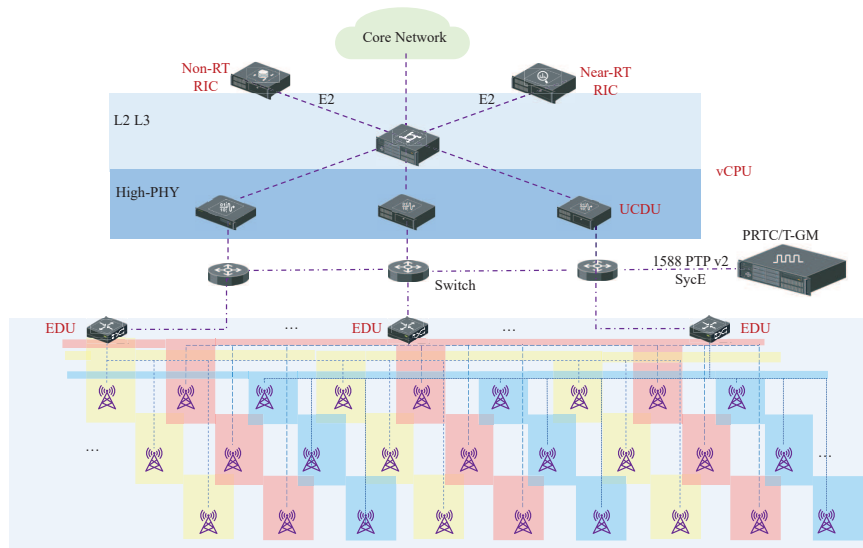 Core Network
Non-RT
RIC
Near-RT
RIC
E2
E2
L2 L3
vCPU
High-PHY
UCDU
PRTC/T-GM
1588 PTP v2
SycE
Switch
EDU
...
EDU
...
EDU
...
...